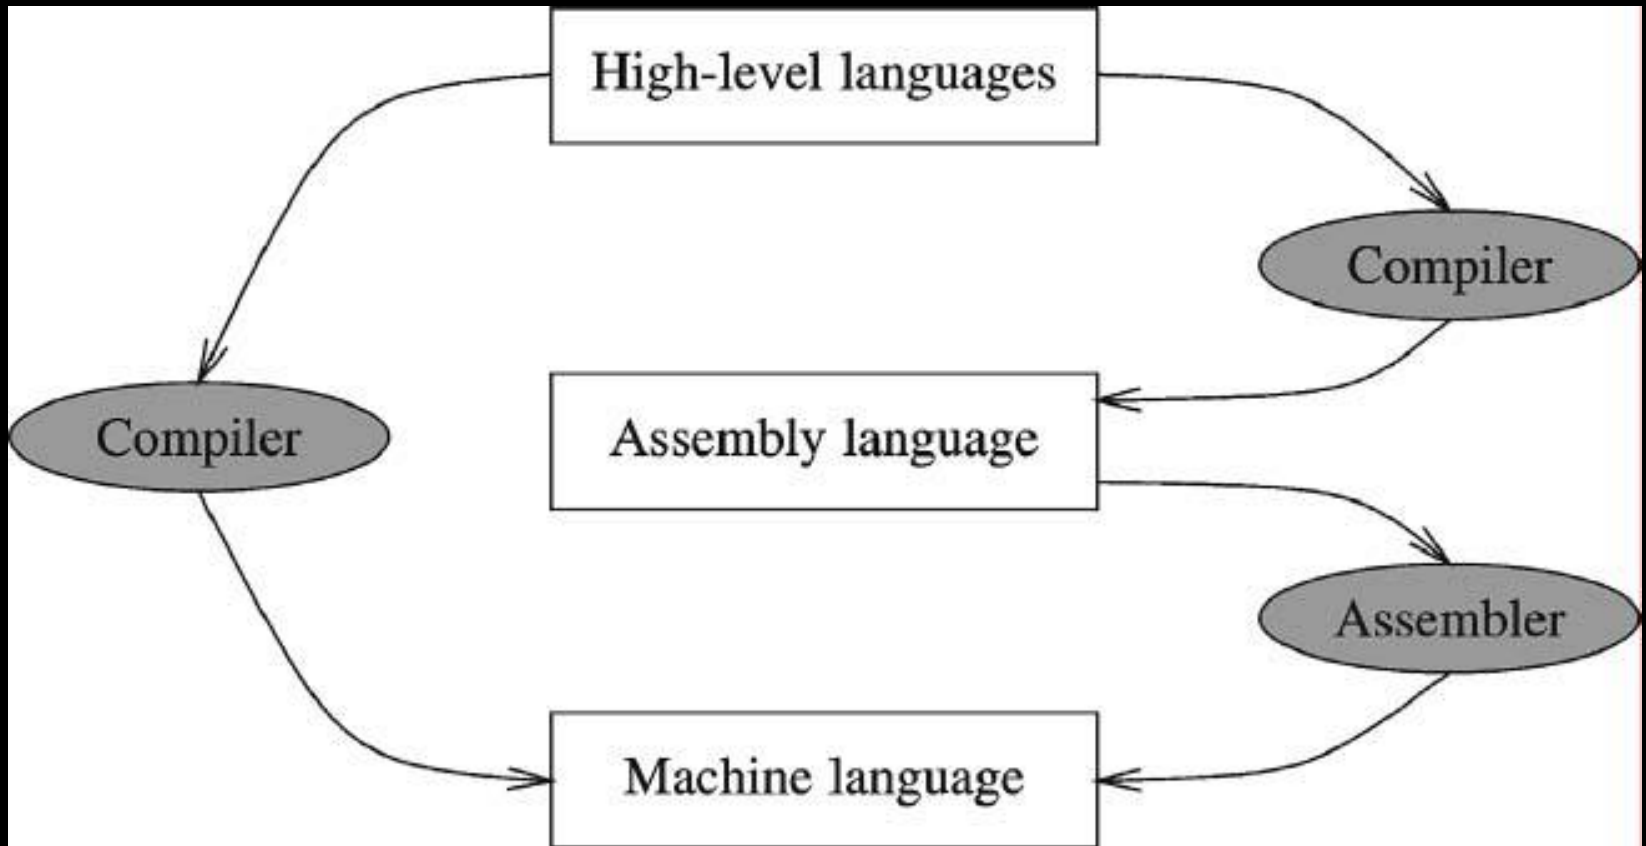 High-level languages
Compiler
Compiler
Assembly language
Assembler
Machine language